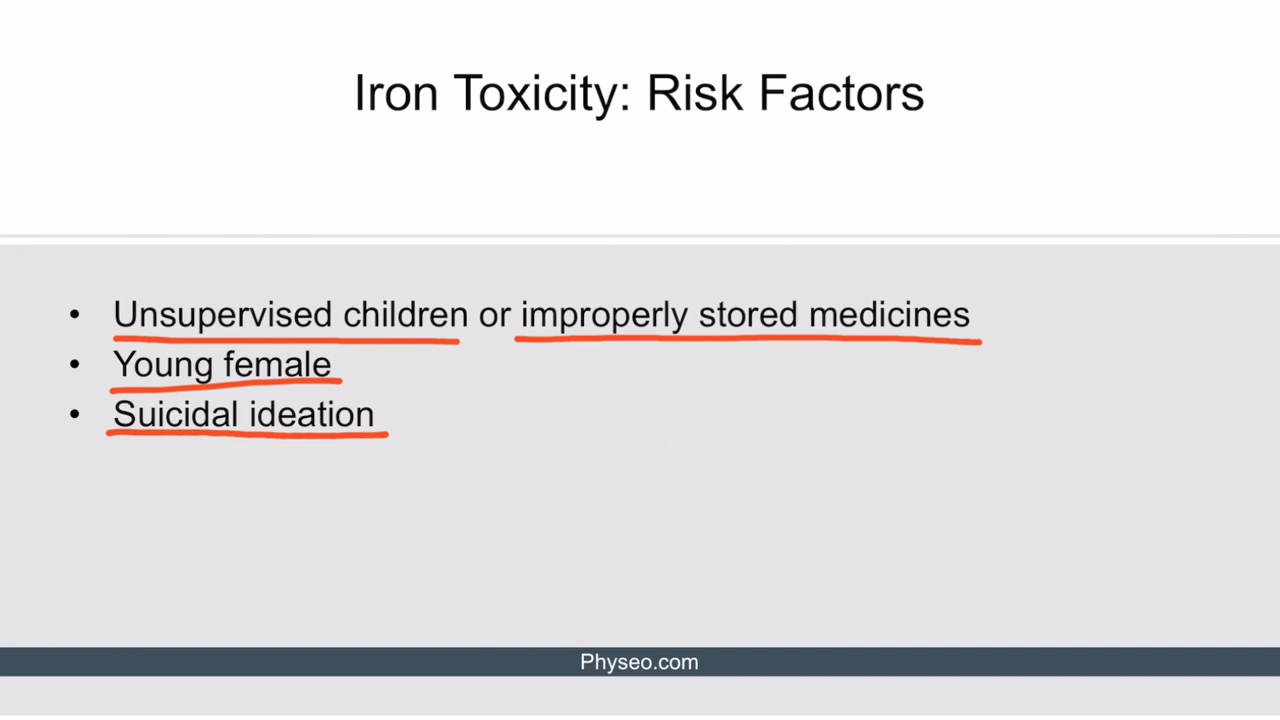 Iron Toxicity: Risk Factors
• Unsupervised children or improperly stored medicines
• Young female
• Suicidal ideation
Physeo.com